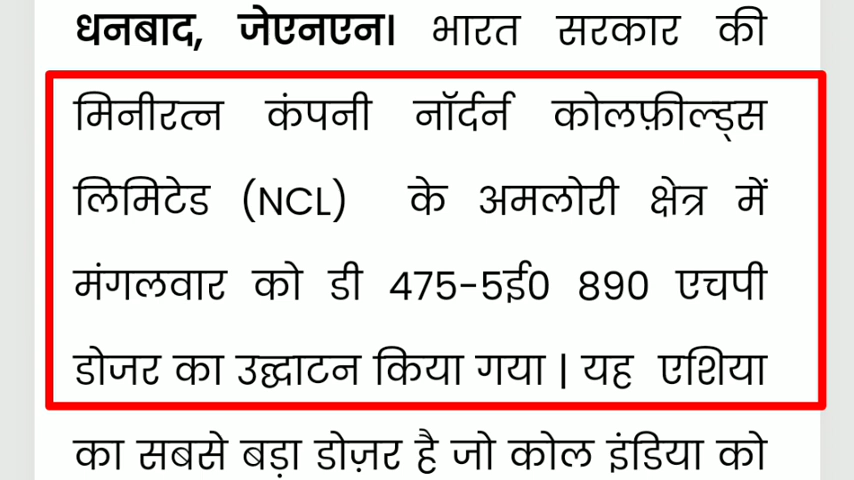 धनबाद, जेएनएन। भारत सरकार की
मिनीरत्न कंपनी नॉर्दर्न कोलफ़ील्ड्स
लिमिटेड (NCL) के अमलोरी क्षेत्र में
मंगलवार को डी 475-5ई0 890 एचपी
डोजर का उद्घाटन किया गया | यह एशिया
का सबसे बड़ा डोज़र है जो कोल इंडिया को